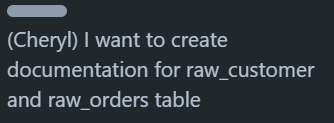 (Cheryl) I want to create
documentation for raw_customer
and raw_orders table